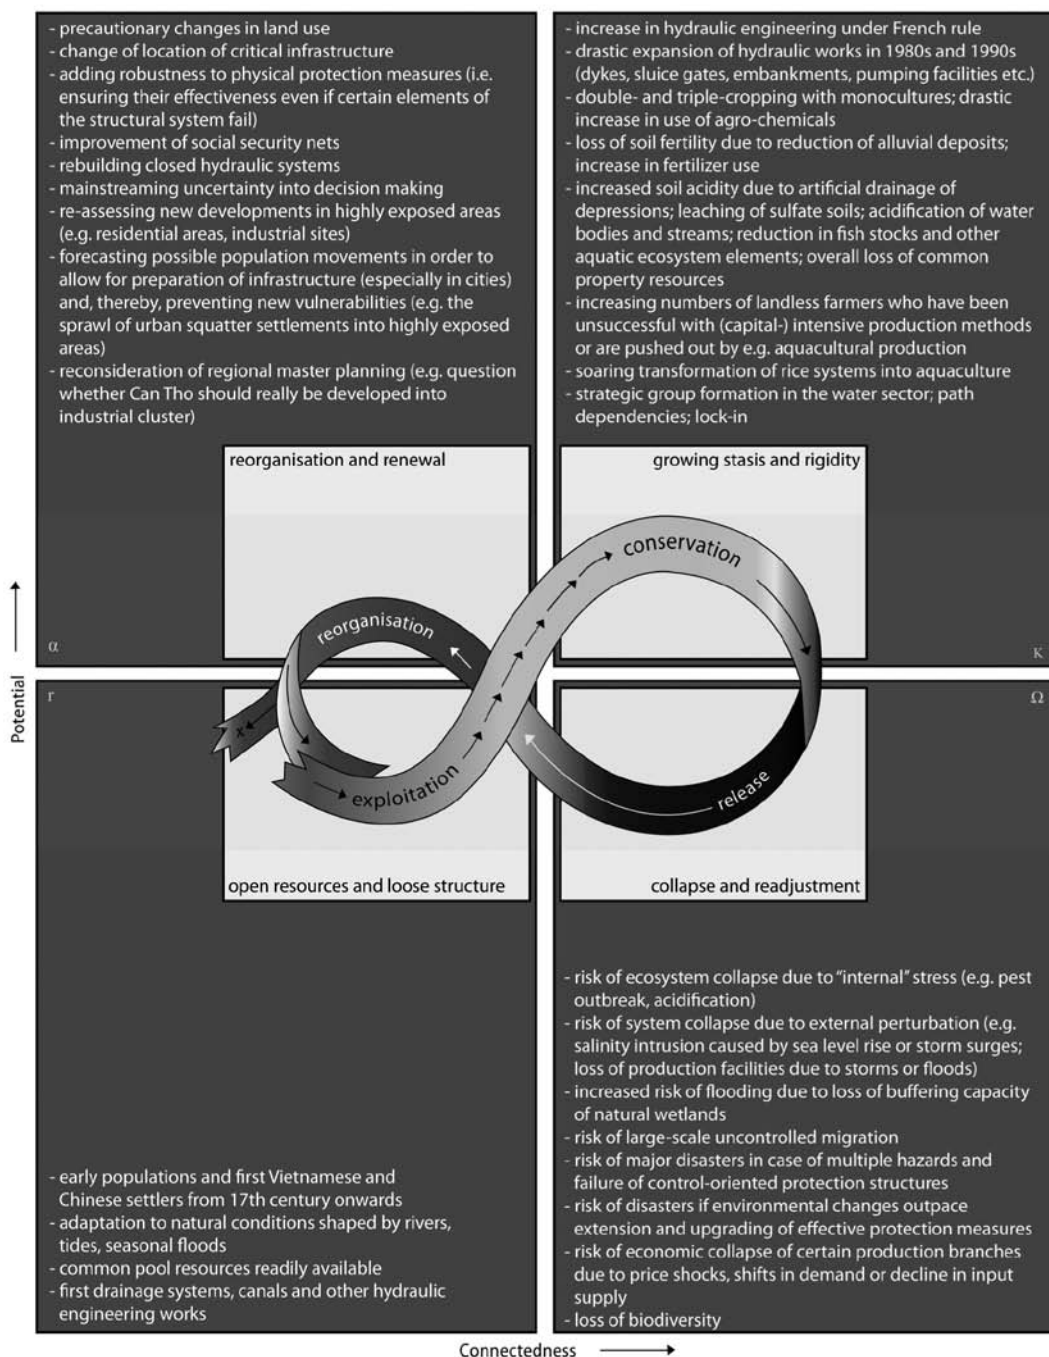 - precautionary changes in land use
- change of location of critical infrastructure
- adding robustness to physical protection measures (i.e.
ensuring their effectiveness even if certain elements of
the structural system fail)
- improvement of social security nets
- rebuilding closed hydraulic systems
- mainstreaming uncertainty into decision making
- re-assessing new developments in highly exposed areas
(e.g. residential areas, industrial sites)
- forecasting possible population movements in order to
allow for preparation of infrastructure (especially in cities)
and, thereby, preventing new vulnerabilities (e.g. the
sprawl of urban squatter settlements into highly exposed
areas)
- reconsideration of regional master planning (e.g. question
whether Can Tho should really be developed into
industrial cluster)
- increase in hydraulic engineering under French rule
- drastic expansion of hydraulic works in 1980s and 1990s
(dykes, sluice gates, embankments, pumping facilities etc.)
- double- and triple-cropping with monocultures; drastic
increase in use of agro-chemicals
- loss of soil fertility due to reduction of alluvial deposits;
increase in fertilizer use
- increased soil acidity due to artificial drainage of
depressions; leaching of sulfate soils; acidification of water
bodies and streams; reduction in fish stocks and other
aquatic ecosystem elements; overall loss of common
property resources
- increasing numbers of landless farmers who have been
unsuccessful with (capital-) intensive production methods
or are pushed out by e.g. aquacultural production
- soaring transformation of rice systems into aquaculture
- strategic group formation in the water sector; path
dependencies; lock-in
reorganisation and renewal
growing stasis and rigidity
conservation
reorganisation
α
K
r
Ω
Potential
x
exploitation
release
open resources and loose structure
collapse and readjustment
- early populations and first Vietnamese and
Chinese settlers from 17th century onwards
- adaptation to natural conditions shaped by rivers,
tides, seasonal floods
- common pool resources readily available
- first drainage systems, canals and other hydraulic
engineering works
- risk of ecosystem collapse due to "internal" stress (e.g. pest
outbreak, acidification)
- risk of system collapse due to external perturbation (e.g.
salinity intrusion caused by sea level rise or storm surges;
loss of production facilities due to storms or floods)
- increased risk of flooding due to loss of buffering capacity
of natural wetlands
- risk of large-scale uncontrolled migration
- risk of major disasters in case of multiple hazards and
failure of control-oriented protection structures
- risk of disasters if environmental changes outpace
extension and upgrading of effective protection measures
- risk of economic collapse of certain production branches
due to price shocks, shifts in demand or decline in input
supply
- loss of biodiversity
Connectedness